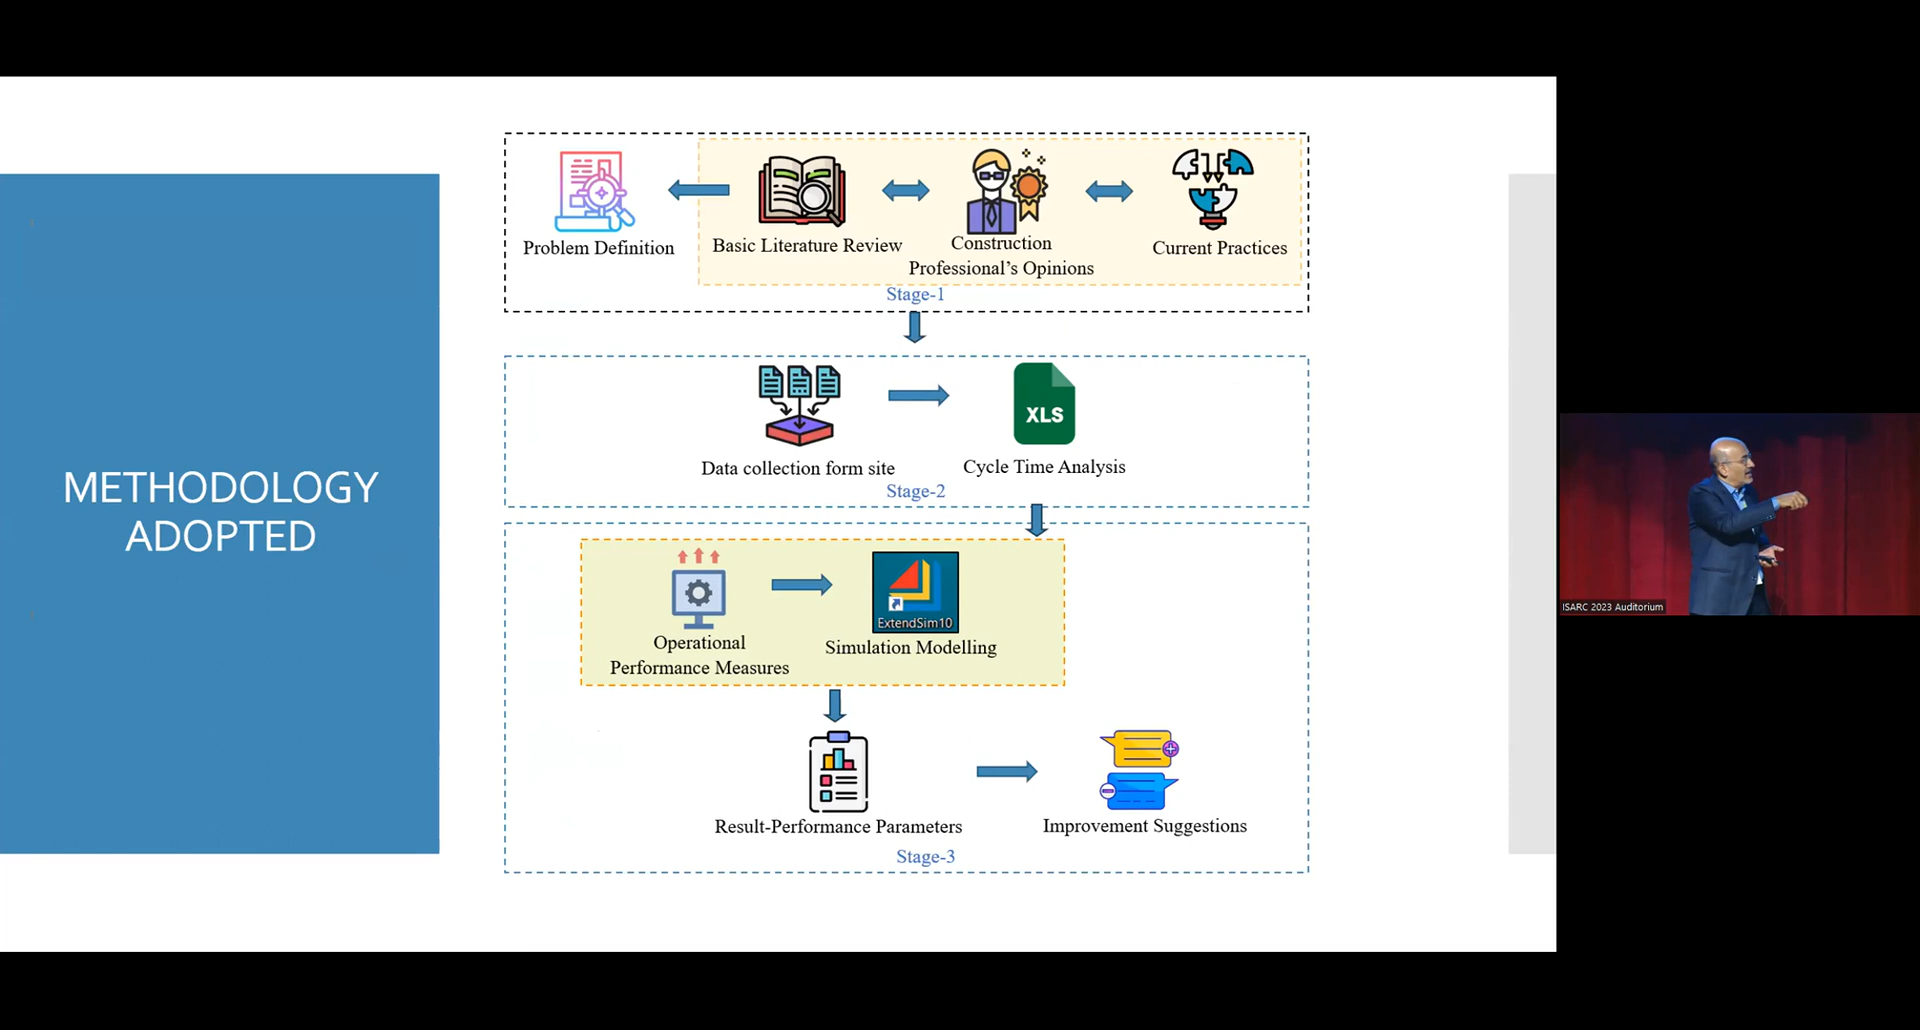 METHODOLOGY
ADOPTED
Problem Definition
Basic Literature Review
Construction
Professional's Opinions
Current Practices
Stage-1
XLS
Data collection form site
Cycle Time Analysis
Stage-2
ExtendSim10
Operational
Performance Measures
Simulation Modelling
Result-Performance Parameters
Improvement Suggestions
Stage-3
ISARC 2023 Auditorium